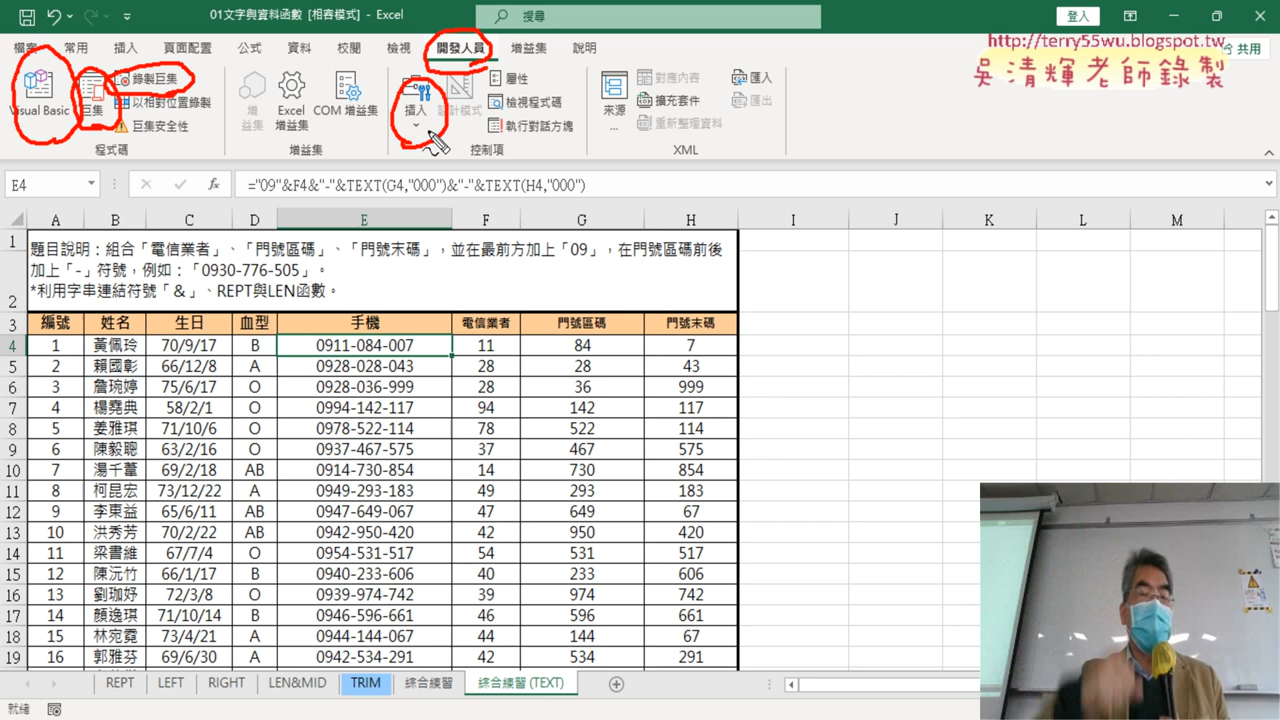 01文字與資料函數 [相容模式] - Excel
搜尋
登入
檔案 常用 插入 頁面配置 公式 資料 校閱 檢視 開發人員 增益集 說明
共用
http://terry55wu.blogspot.tw
吳清輝老師錄製
Visual Basic
巨集
錄製巨集
以相對位置錄製
巨集安全性
程式碼
增益集
Excel 增益集
COM 增益集
增益集
插入
設計模式
屬性
檢視程式碼
執行對話方塊
控制項
來源
...
對應內容
擴充套件
重新整理資料
匯入
匯出
XML
E4
="09"&F4&"-"&TEXT(G4,"000")&"-"&TEXT(H4,"000")
A B C D E F G H I J K L M
1 題目說明：組合「電信業者」、「門號區碼」、「門號末碼」，並在最前方加上「09」，在門號區碼前後
加上「-」符號，例如：「0930-776-505」。
2 *利用字串連結符號「&」、REPT與LEN函數。
3 編號 姓名 生日 血型 手機 電信業者 門號區碼 門號末碼
4 1 黃佩玲 70/9/17 B 0911-084-007 11 84 7
5 2 賴國彰 66/12/8 A 0928-028-043 28 28 43
6 3 詹琬婷 75/6/17 O 0928-036-999 28 36 999
7 4 楊堯典 58/2/1 O 0994-142-117 94 142 117
8 5 姜雅琪 71/10/6 O 0978-522-114 78 522 114
9 6 陳毅聰 63/2/16 O 0937-467-575 37 467 575
10 7 湯千葦 69/2/18 AB 0914-730-854 14 730 854
11 8 柯昆宏 73/12/22 A 0949-293-183 49 293 183
12 9 李東益 65/6/11 AB 0947-649-067 47 649 67
13 10 洪秀芳 70/2/22 AB 0942-950-420 42 950 420
14 11 梁書維 67/7/4 O 0954-531-517 54 531 517
15 12 陳沅竹 66/1/17 B 0940-233-606 40 233 606
16 13 劉珈妤 72/3/8 O 0939-974-742 39 974 742
17 14 顏逸琪 71/10/14 B 0946-596-661 46 596 661
18 15 林宛霓 73/4/21 A 0944-144-067 44 144 67
19 16 郭雅芬 69/6/30 A 0942-534-291 42 534 291
REPT LEFT RIGHT LEN&MID TRIM 綜合練習 綜合練習 (TEXT)
就緒